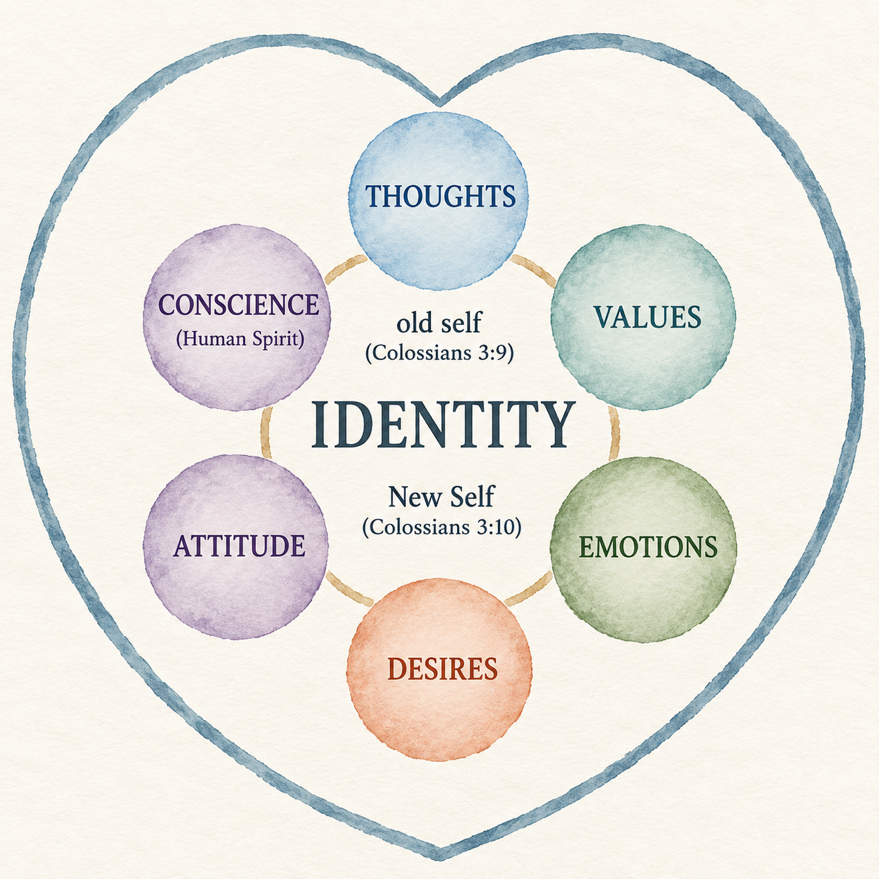 THOUGHTS
CONSCIENCE
(Human Spirit)
VALUES
old self
(Colossians 3:9)
IDENTITY
New Self
(Colossians 3:10)
ATTITUDE
EMOTIONS
DESIRES